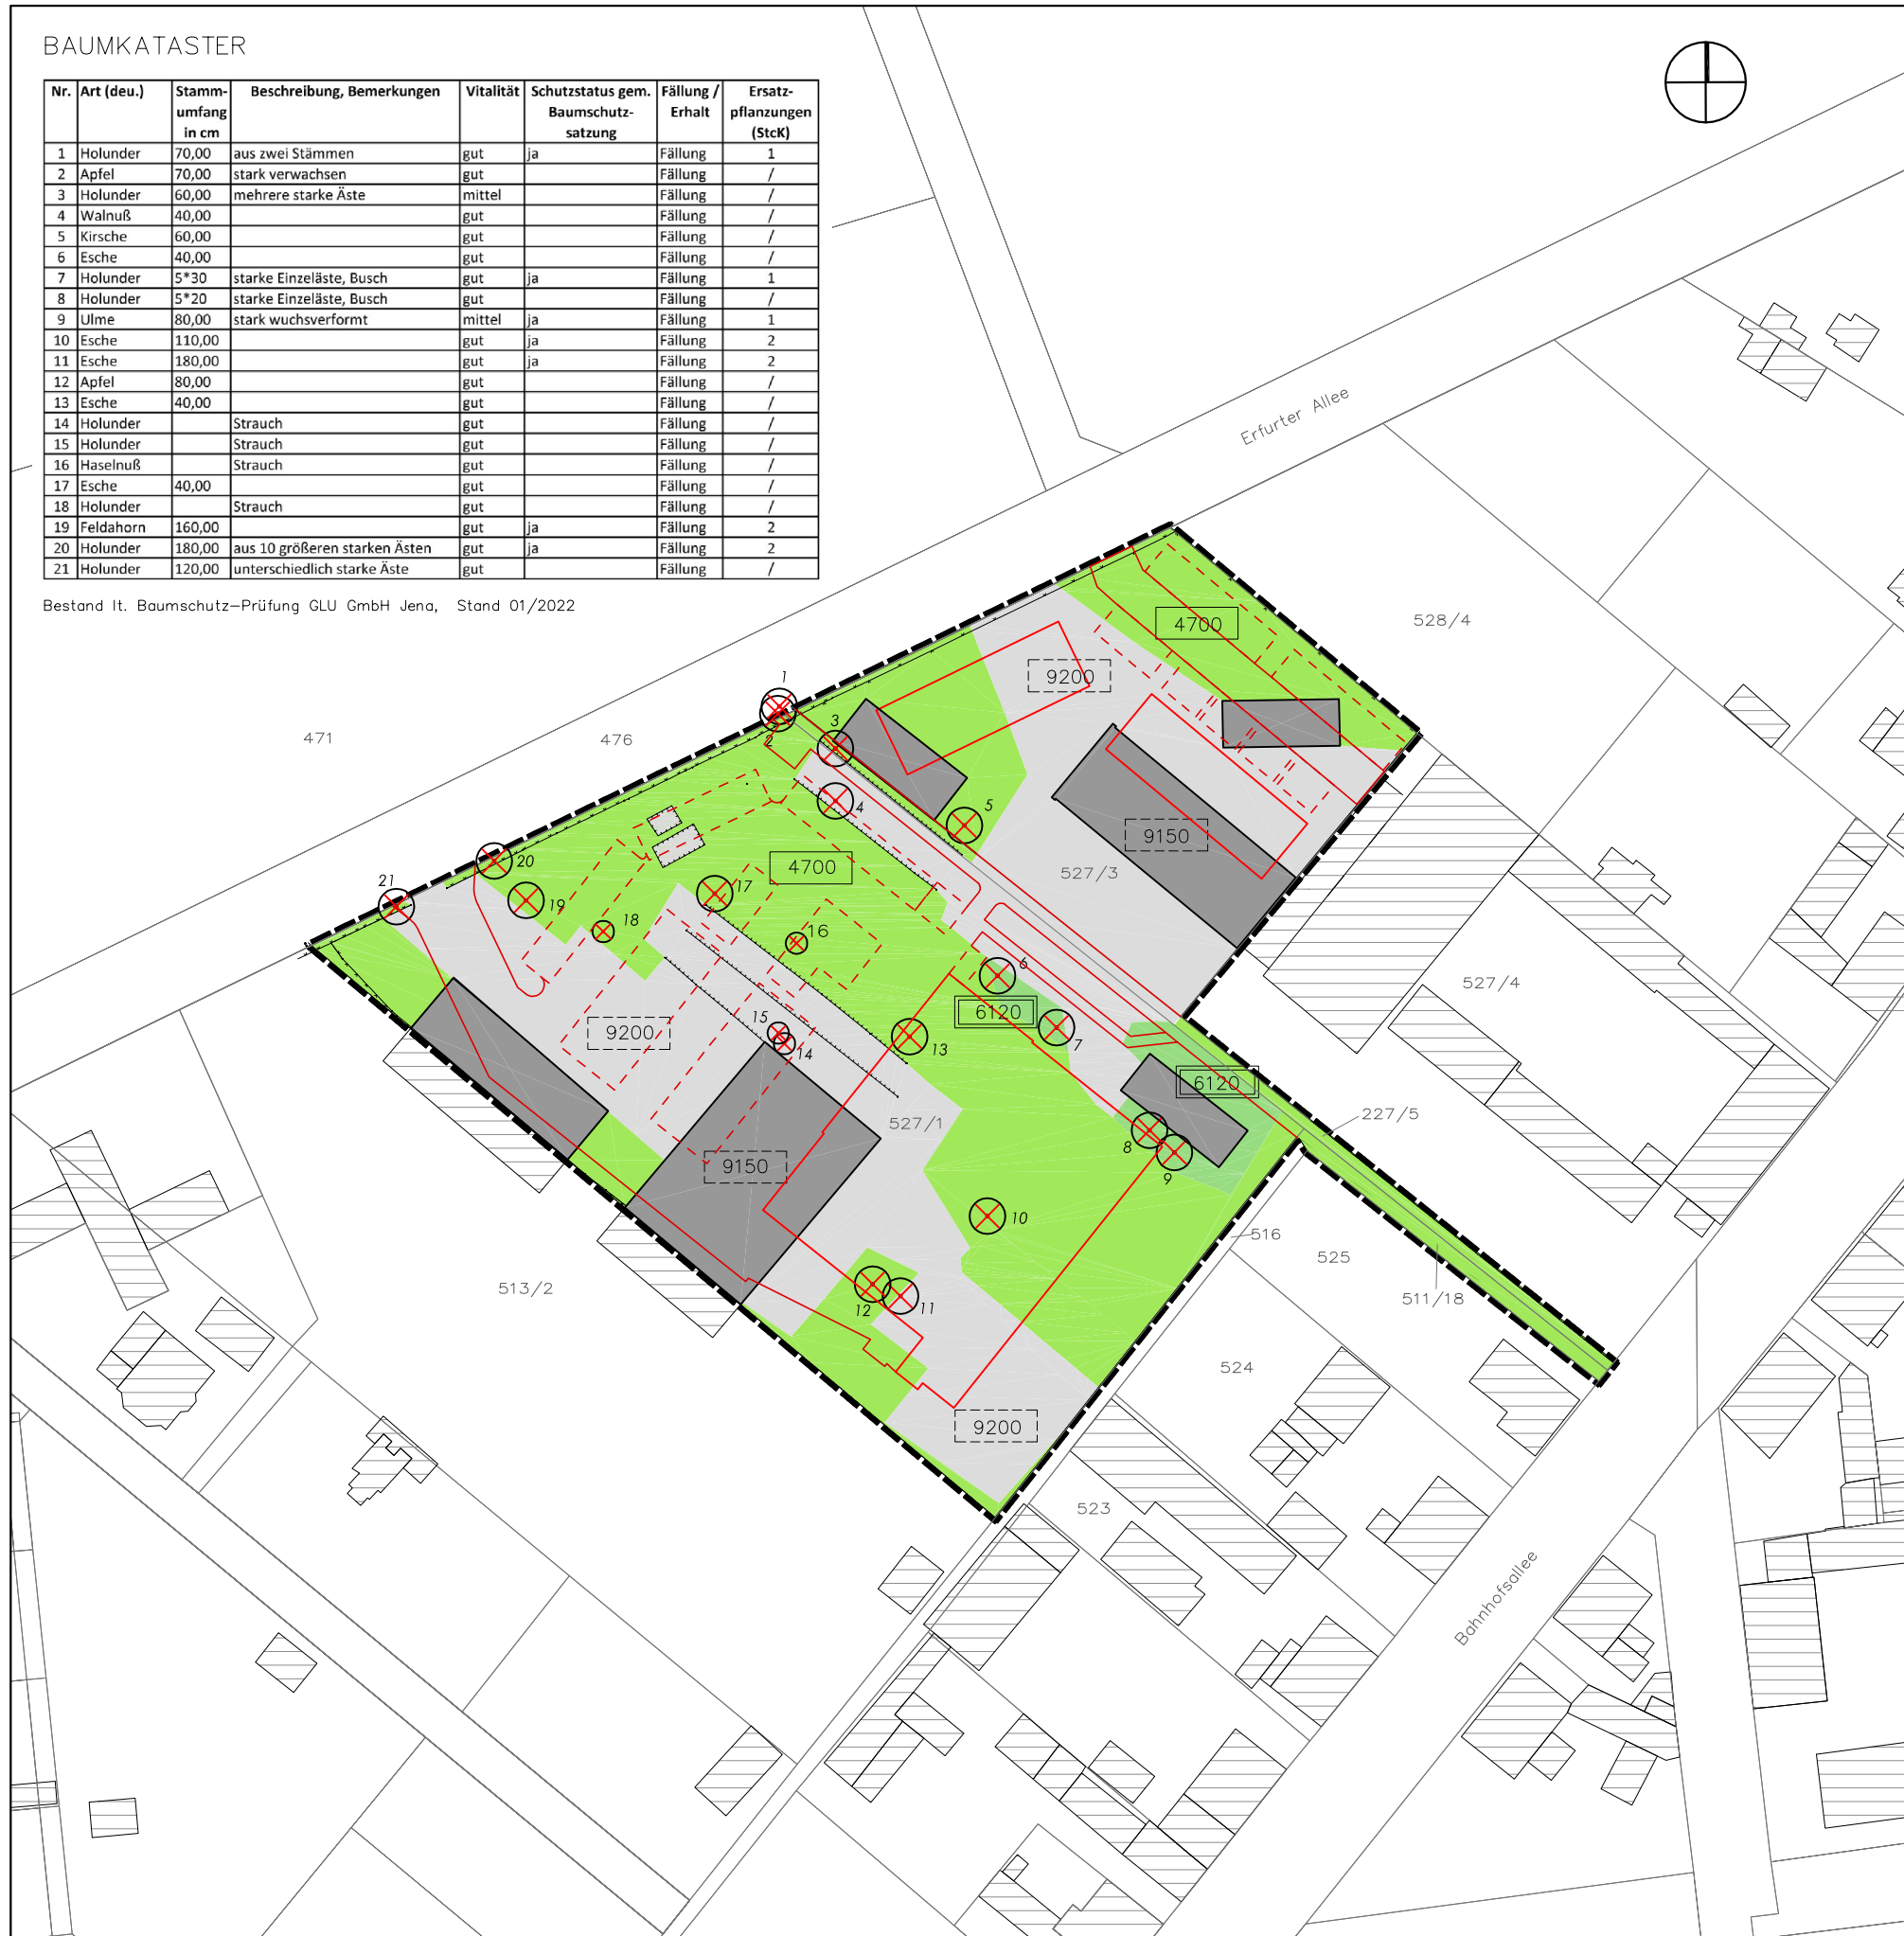 BAUMKATASTER
Nr. Art (deu.) Stamm-umfang in cm Beschreibung, Bemerkungen Vitalität Schutzstatus gem. Baumschutz-satzung Fällung / Erhalt Ersatz-pflanzungen (StcK)
1 Holunder 70,00 aus zwei Stämmen gut ja Fällung 1
2 Apfel 70,00 stark verwachsen gut Fällung /
3 Holunder 60,00 mehrere starke Äste mittel Fällung /
4 Walnuß 40,00 gut Fällung /
5 Kirsche 60,00 gut Fällung /
6 Esche 40,00 gut Fällung /
7 Holunder 5*30 starke Einzeläste, Busch gut ja Fällung 1
8 Holunder 5*20 starke Einzeläste, Busch gut Fällung /
9 Ulme 80,00 stark wuchsverformt mittel ja Fällung 1
10 Esche 110,00 gut ja Fällung 2
11 Esche 180,00 gut ja Fällung 2
12 Apfel 80,00 gut Fällung /
13 Esche 40,00 gut Fällung /
14 Holunder Strauch gut Fällung /
15 Holunder Strauch gut Fällung /
16 Haselnuß Strauch gut Fällung /
17 Esche 40,00 gut Fällung /
18 Holunder Strauch gut Fällung /
19 Feldahorn 160,00 gut ja Fällung 2
20 Holunder 180,00 aus 10 größeren starken Ästen gut ja Fällung 2
21 Holunder 120,00 unterschiedlich starke Äste gut Fällung /
Bestand lt. Baumschutz-Prüfung GLU GmbH Jena, Stand 01/2022
Erfurter Allee
528/4
4700
9200
1
471
476
2
3
4
5
9150
527/3
4700
20
21
19
17
18
16
6
527/4
6120
7
9200
15
14
13
6120
227/5
527/1
8
9
9150
10
516
525
513/2
511/18
12
11
524
9200
523
Bahnhofsallee